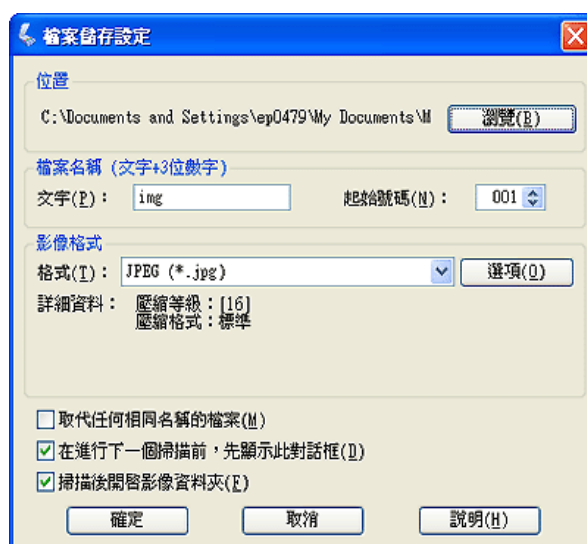 檔案儲存設定
位置
C:\Documents and Settings\ep0479\My Documents\M 瀏覽(B)
檔案名稱 (文字+3位數字)
文字(P)： img 起始號碼(N)： 001
影像格式
格式(T)： JPEG (*.jpg) 選項(O)
詳細資料： 壓縮等級：[16]
壓縮格式：標準
取代任何相同名稱的檔案(M)
在進行下一個掃描前，先顯示此對話框(D)
掃描後開啓影像資料夾(F)
確定 取消 說明(H)